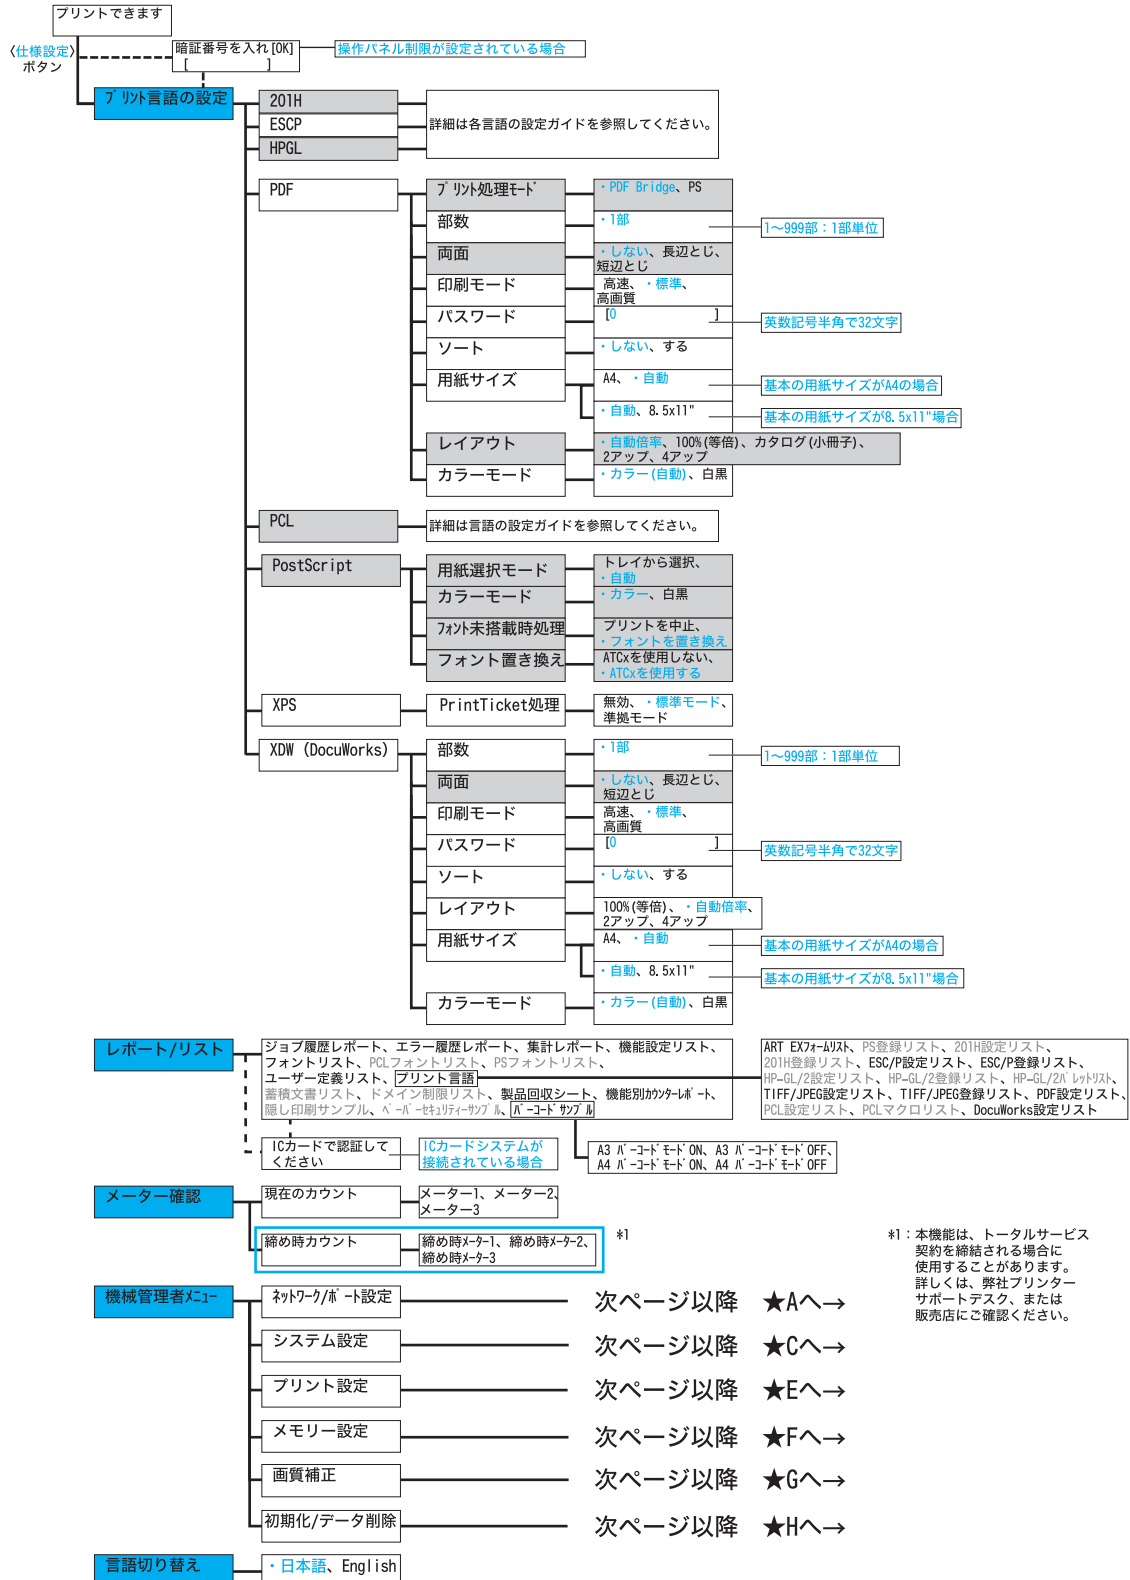 プリントできます
〈仕様設定〉
ボタン
暗証番号を入れ[OK]
[ ]
操作パネル制限が設定されている場合
プリント言語の設定
201H
ESCP
HPGL
詳細は各言語の設定ガイドを参照してください。
PDF
プリント処理モード
・PDF Bridge、PS
部数
・1部
1〜999部：1部単位
両面
・しない、長辺とじ、
短辺とじ
印刷モード
高速、・標準、
高画質
パスワード
[0 ]
英数記号半角で32文字
ソート
・しない、する
用紙サイズ
A4、・自動
基本の用紙サイズがA4の場合
・自動、8.5x11"
基本の用紙サイズが8.5x11"場合
レイアウト
・自動倍率、100%(等倍)、カタログ(小冊子)、
2アップ、4アップ
カラーモード
・カラー(自動)、白黒
PCL
詳細は言語の設定ガイドを参照してください。
PostScript
用紙選択モード
トレイから選択、
・自動
カラーモード
・カラー、白黒
フォント未搭載時処理
プリントを中止、
・フォントを置き換え
フォント置き換え
ATCxを使用しない、
・ATCxを使用する
XPS
PrintTicket処理
無効、・標準モード、
準拠モード
XDW (DocuWorks)
部数
・1部
1〜999部：1部単位
両面
・しない、長辺とじ、
短辺とじ
印刷モード
高速、・標準、
高画質
パスワード
[0 ]
英数記号半角で32文字
ソート
・しない、する
レイアウト
100%(等倍)、・自動倍率、
2アップ、4アップ
用紙サイズ
A4、・自動
基本の用紙サイズがA4の場合
・自動、8.5x11"
基本の用紙サイズが8.5x11"場合
カラーモード
・カラー(自動)、白黒
レポート/リスト
ジョブ履歴レポート、エラー履歴レポート、集計レポート、機能設定リスト、
フォントリスト、PCLフォントリスト、PSフォントリスト、
ユーザー定義リスト、プリント言語
蓄積文書リスト、ドメイン制限リスト、製品回収シート、機能別カウンターレポート、
隠し印刷サンプル、ペーパーセキュリティーサンプル、バーコードサンプル
ART EXフォームリスト、PS登録リスト、201H設定リスト、
201H登録リスト、ESC/P設定リスト、ESC/P登録リスト、
HP-GL/2設定リスト、HP-GL/2登録リスト、HP-GL/2パレットリスト、
TIFF/JPEG設定リスト、TIFF/JPEG登録リスト、PDF設定リスト、
PCL設定リスト、PCLマクロリスト、DocuWorks設定リスト
ICカードで認証して
ください
ICカードシステムが
接続されている場合
A3 バーコードモードON、A3 バーコードモードOFF、
A4 バーコードモードON、A4 バーコードモードOFF
メーター確認
現在のカウント
メーター1、メーター2、
メーター3
締め時カウント
締め時メーター1、締め時メーター2、
締め時メーター3
*1
*1：本機能は、トータルサービス
契約を締結される場合に
使用することがあります。
詳しくは、弊社プリンター
サポートデスク、または
販売店にご確認ください。
機械管理者メニュー
ネットワーク/ポート設定
次ページ以降 ★Aへ→
システム設定
次ページ以降 ★Cへ→
プリント設定
次ページ以降 ★Eへ→
メモリー設定
次ページ以降 ★Fへ→
画質補正
次ページ以降 ★Gへ→
初期化/データ削除
次ページ以降 ★Hへ→
言語切り替え
・日本語、English